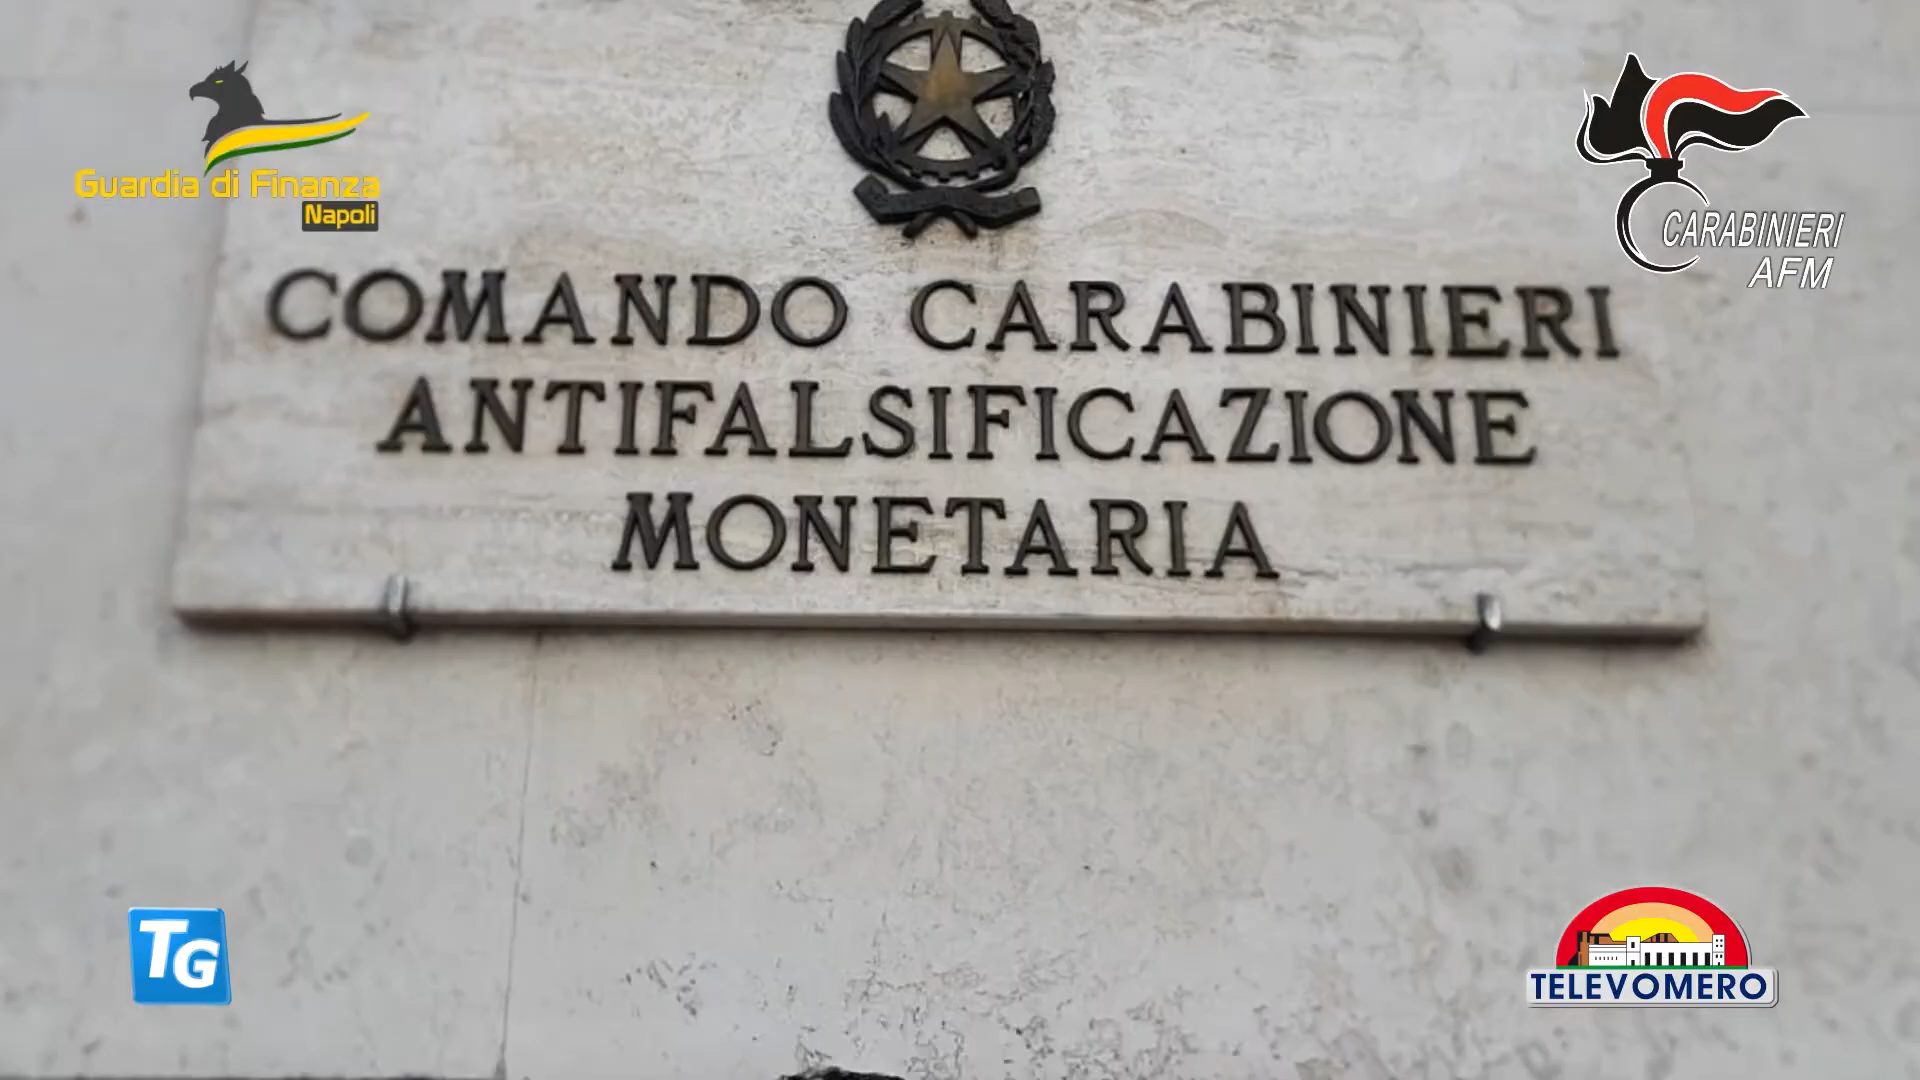 Guardia di Finanza
Napoli
CARABINIERI
AFM
COMANDO CARABINIERI
ANTIFALSIFICAZIONE
MONETARIA
TG
TELEVOMERO